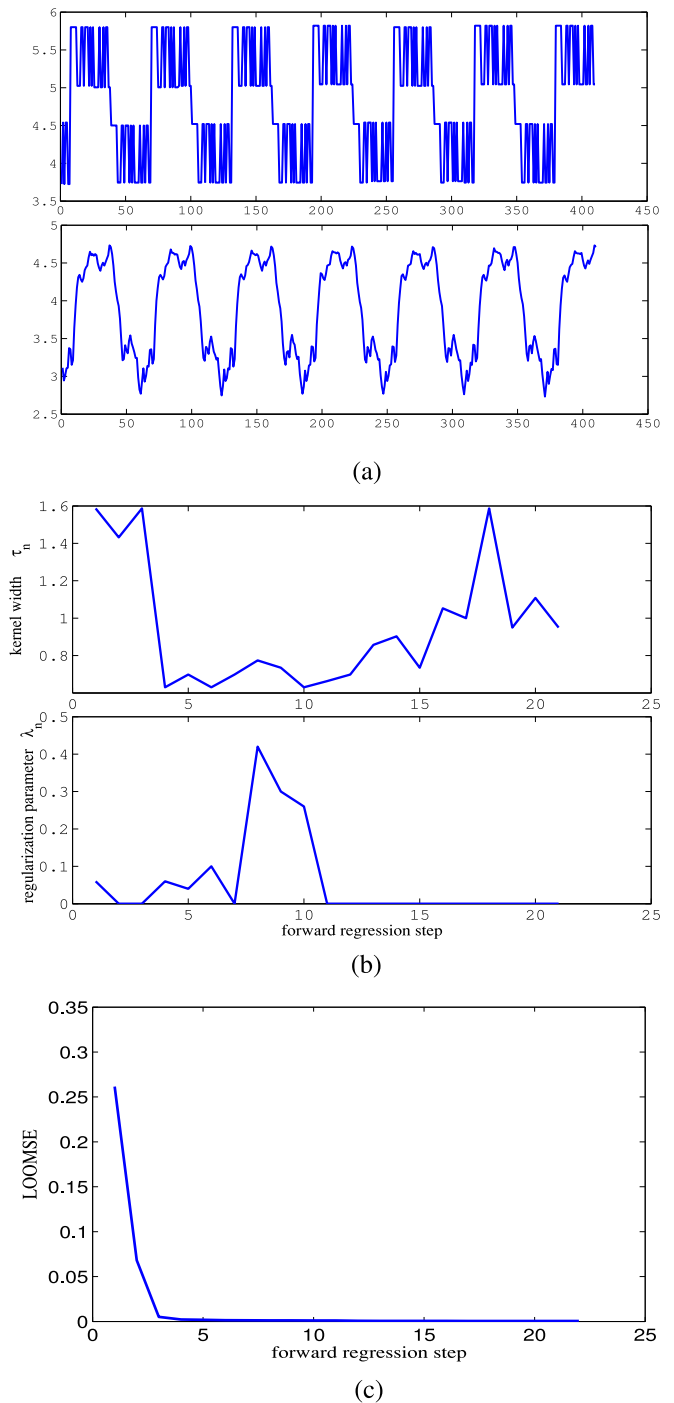 6
5.5
5
4.5
4
3.5
0 50 100 150 200 250 300 350 400 450
5
4.5
4
3.5
3
2.5
0 50 100 150 200 250 300 350 400 450
(a)
kernel width τn
1.6
1.4
1.2
1
0.8
0 5 10 15 20 25
regularization parameter λn
0.5
0.4
0.3
0.2
0.1
0
0 5 10 15 20 25
forward regression step
(b)
LOOMSE
0.35
0.3
0.25
0.2
0.15
0.1
0.05
0
0 5 10 15 20 25
forward regression step
(c)